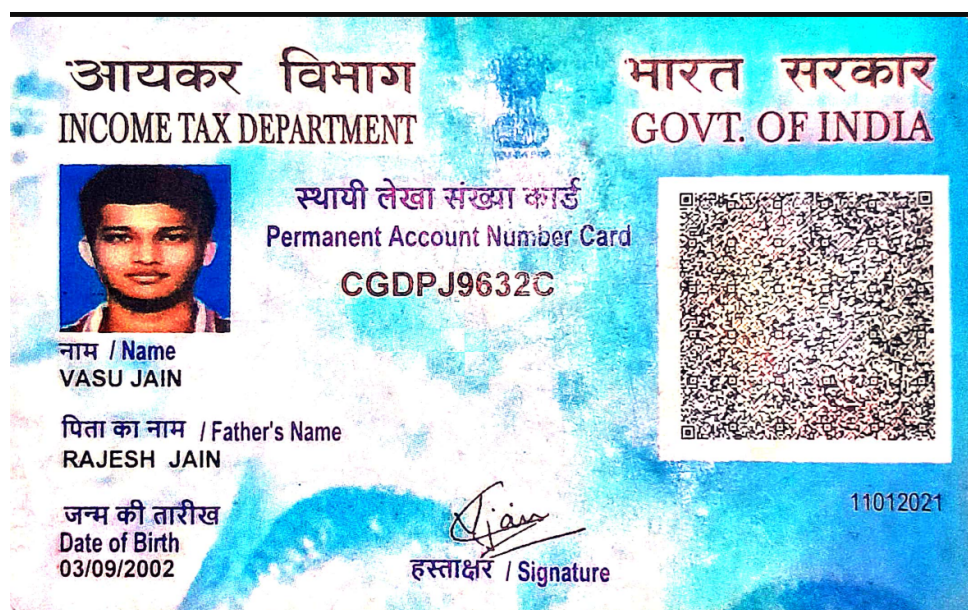 आयकर विभाग
INCOME TAX DEPARTMENT
भारत सरकार
GOVT. OF INDIA
स्थायी लेखा संख्या कार्ड
Permanent Account Number Card
CGDPJ9632C
नाम / Name
VASU JAIN
पिता का नाम / Father's Name
RAJESH JAIN
जन्म की तारीख
Date of Birth
03/09/2002
Jain
हस्ताक्षर / Signature
11012021